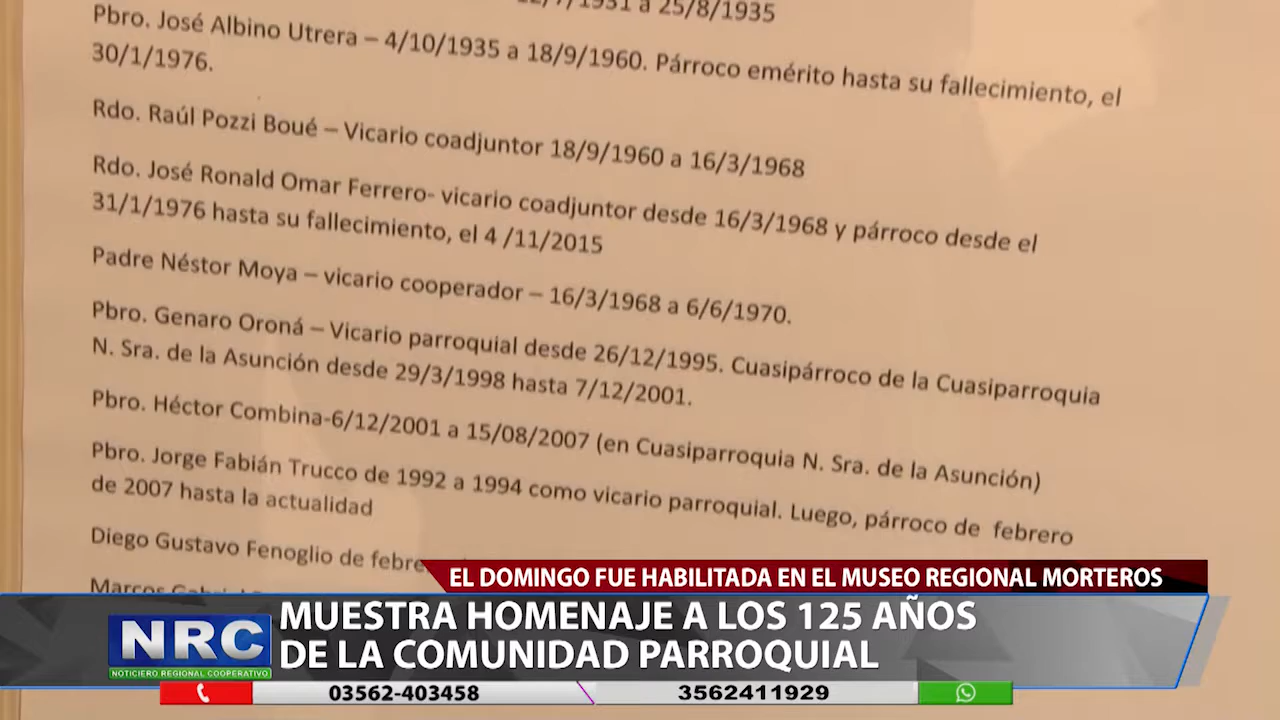 a 25/8/1935
Pbro. José Albino Utrera – 4/10/1935 a 18/9/1960. Párroco emérito hasta su fallecimiento, el
30/1/1976.
Rdo. Raúl Pozzi Boué – Vicario coadjuntor 18/9/1960 a 16/3/1968
Rdo. José Ronald Omar Ferrero- vicario coadjuntor desde 16/3/1968 y párroco desde el
31/1/1976 hasta su fallecimiento, el 4 /11/2015
Padre Néstor Moya – vicario cooperador – 16/3/1968 a 6/6/1970.
Pbro. Genaro Oroná – Vicario parroquial desde 26/12/1995. Cuasipárroco de la Cuasiparroquia
N. Sra. de la Asunción desde 29/3/1998 hasta 7/12/2001.
Pbro. Héctor Combina-6/12/2001 a 15/08/2007 (en Cuasiparroquia N. Sra. de la Asunción)
Pbro. Jorge Fabián Trucco de 1992 a 1994 como vicario parroquial. Luego, párroco de febrero
de 2007 hasta la actualidad
Diego Gustavo Fenoglio de febre
Marcos
EL DOMINGO FUE HABILITADA EN EL MUSEO REGIONAL MORTEROS
MUESTRA HOMENAJE A LOS 125 AÑOS
DE LA COMUNIDAD PARROQUIAL
NRC
NOTICIERO REGIONAL COOPERATIVO
03562-403458
3562411929